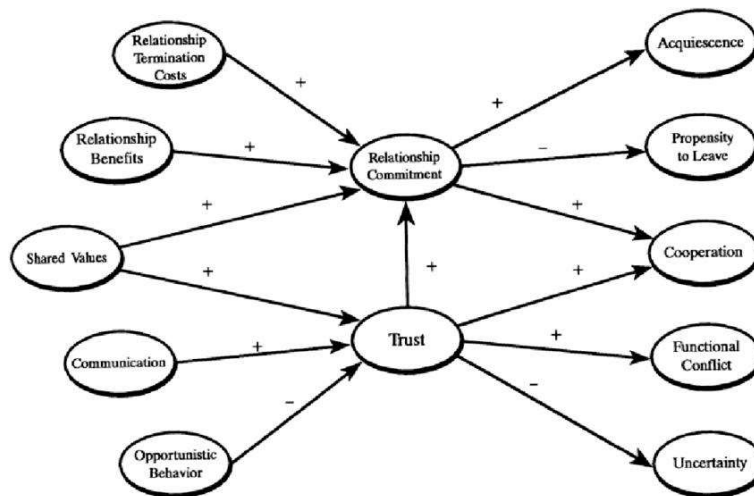 Relationship
Termination
Costs
Acquiescence
+
+
Relationship
Benefits
+
Relationship
Commitment
–
Propensity
to Leave
+
+
Shared Values
+
+
+
Cooperation
Trust
Communication
+
+
Functional
Conflict
–
–
Opportunistic
Behavior
Uncertainty